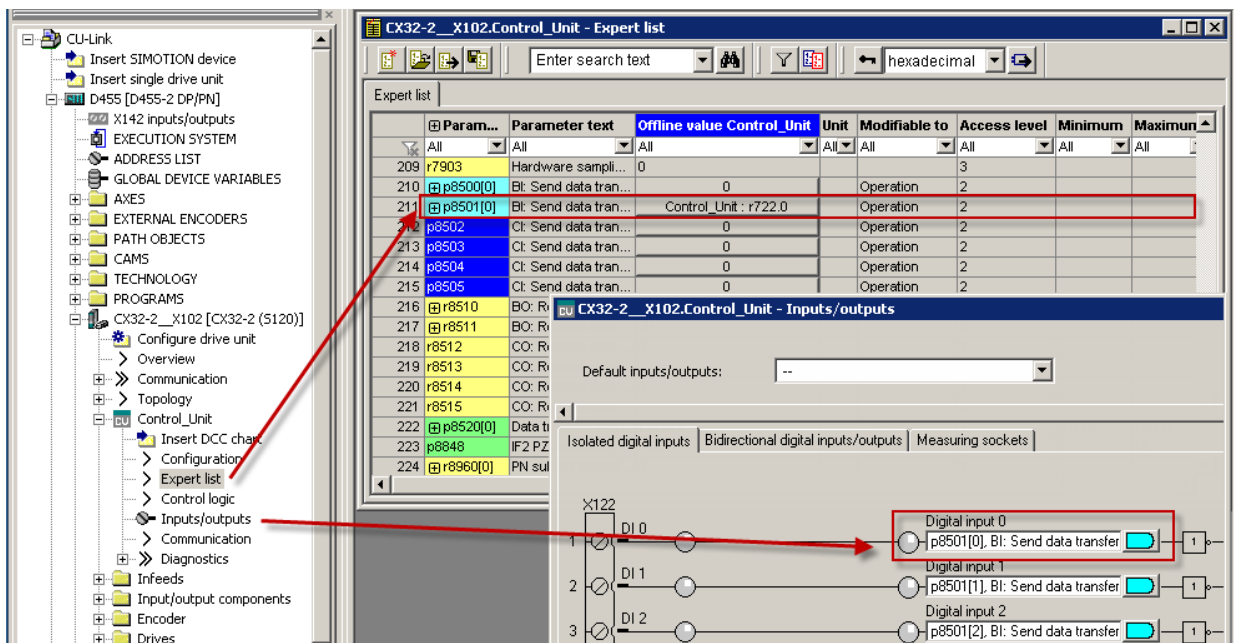 CU-Link
Insert SIMOTION device
Insert single drive unit
D455 [D455-2 DP/PN]
X142 inputs/outputs
EXECUTION SYSTEM
ADDRESS LIST
GLOBAL DEVICE VARIABLES
AXES
EXTERNAL ENCODERS
PATH OBJECTS
CAMS
TECHNOLOGY
PROGRAMS
CX32-2__X102 [CX32-2 (S120)]
Configure drive unit
Overview
Communication
Topology
Control_Unit
Insert DCC chart
Configuration
Expert list
Control logic
Inputs/outputs
Communication
Diagnostics
Infeeds
Input/output components
Encoder
Drives
CX32-2__X102.Control_Unit - Expert list
Enter search text hexadecimal
Expert list
Param... Parameter text Offline value Control_Unit Unit Modifiable to Access level Minimum Maximum
All All All All All All All All
209 r7903 Hardware sampli... 0 3
210 p8500[0] BI: Send data tran... 0 Operation 2
211 p8501[0] BI: Send data tran... Control_Unit : r722.0 Operation 2
212 p8502 CI: Send data tran... 0 Operation 2
213 p8503 CI: Send data tran... 0 Operation 2
214 p8504 CI: Send data tran... 0 Operation 2
215 p8505 CI: Send data tran... 0 Operation 2
216 r8510 BO: R
217 r8511 BO: R
218 r8512 CO: R
219 r8513 CO: R
220 r8514 CO: R
221 r8515 CO: R
222 p8520[0] Data t
223 p8848 IF2 PZ
224 r8960[0] PN sul
CU CX32-2__X102.Control_Unit - Inputs/outputs
Default inputs/outputs: --
Isolated digital inputs Bidirectional digital inputs/outputs Measuring sockets
X122
Digital input 0
1 DI 0 p8501[0], BI: Send data transfer 1
Digital input 1
2 DI 1 p8501[1], BI: Send data transfer 1
Digital input 2
3 DI 2 p8501[2], BI: Send data transfer 1